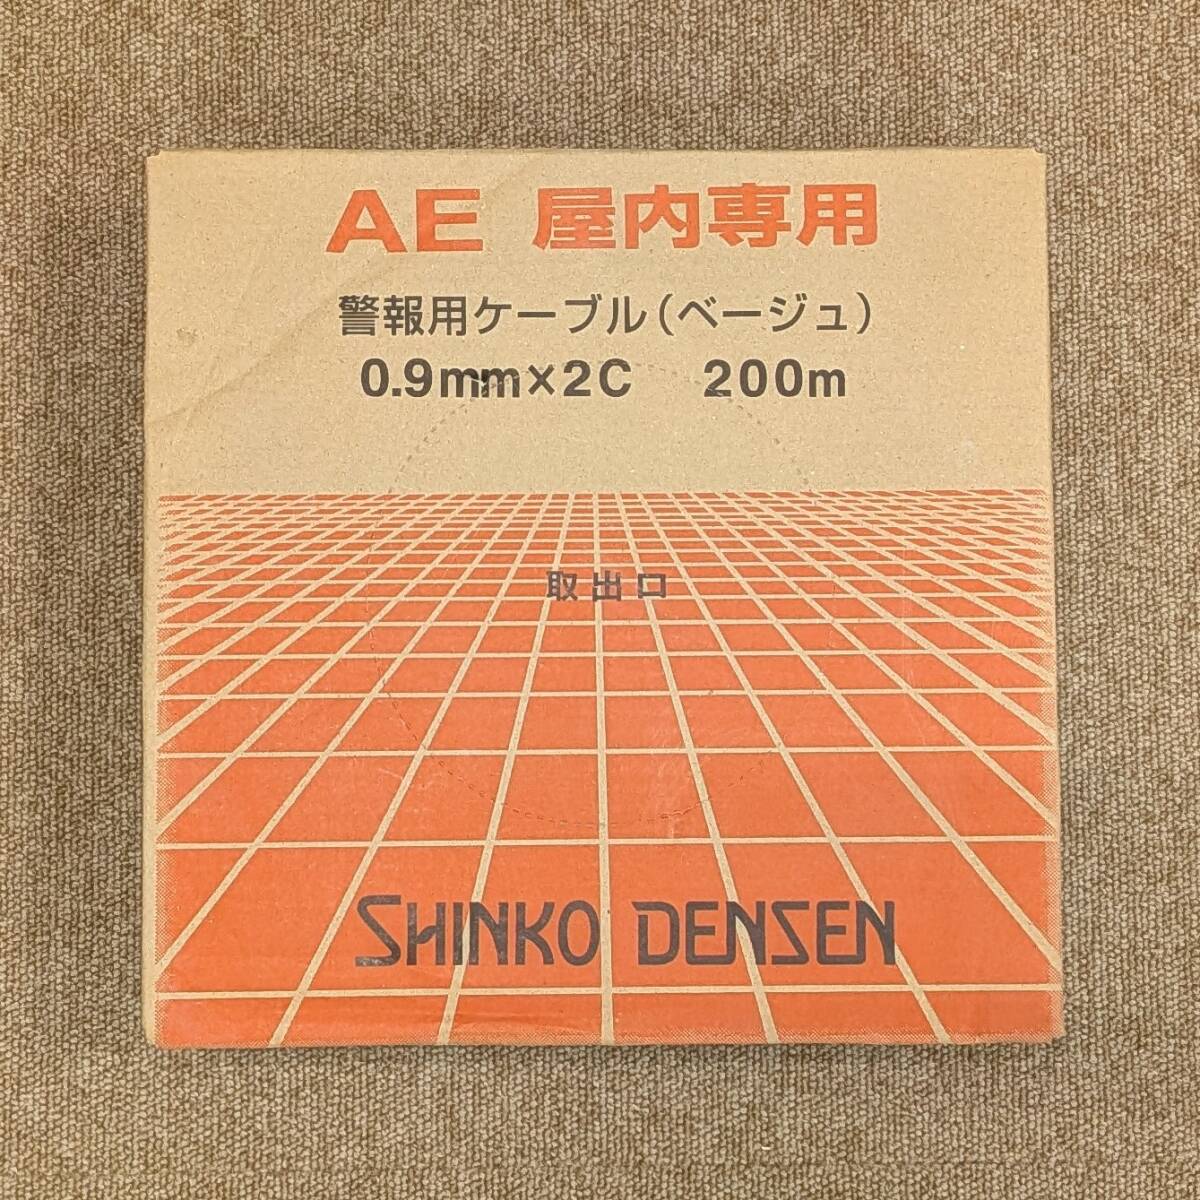 AE 屋内専用
警報用ケーブル(ベージュ)
0.9mm×2C 200m
取出口
SHINKO DENSEN